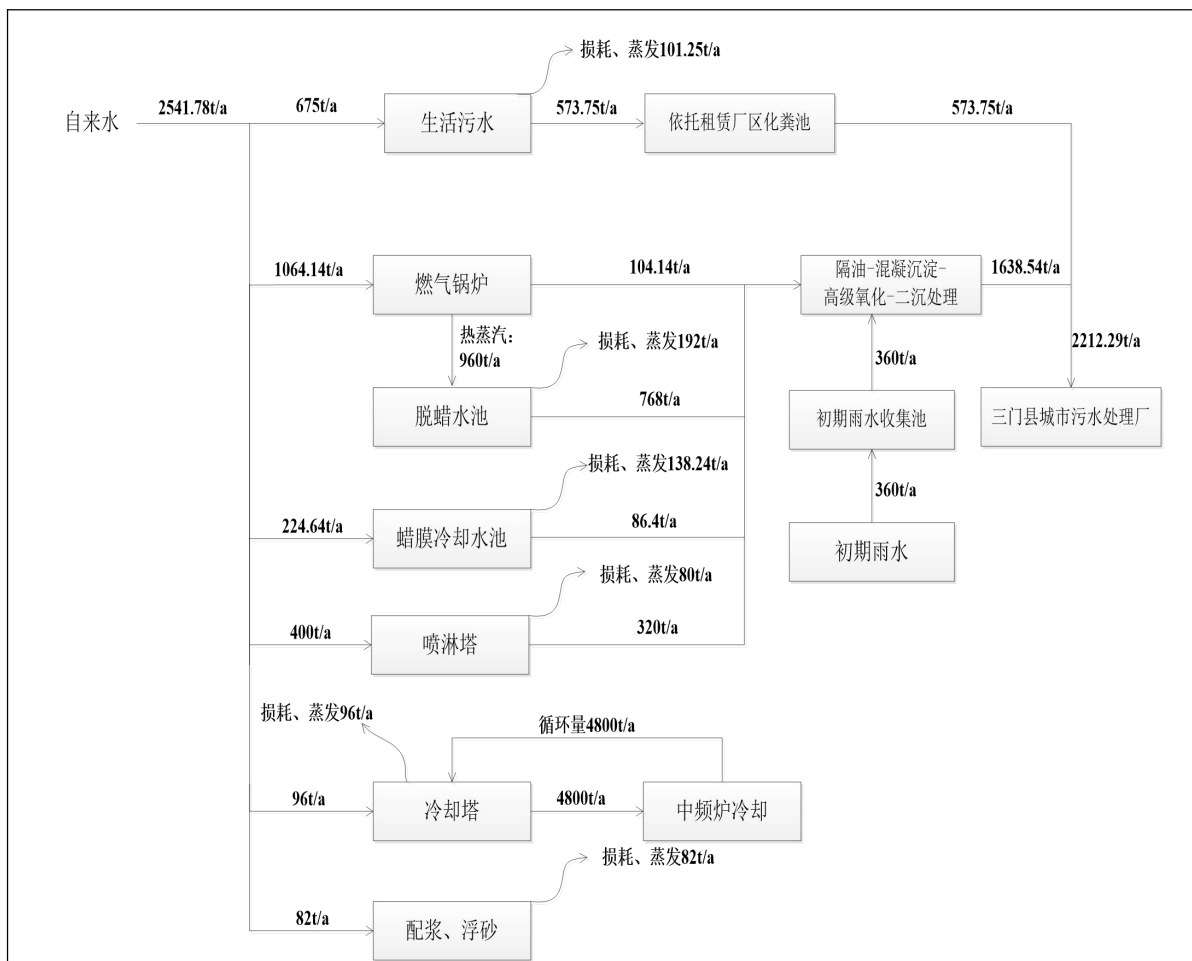 损耗、蒸发101.25t/a
自来水
2541.78t/a
675t/a
生活污水
573.75t/a
依托租赁厂区化粪池
573.75t/a
1064.14t/a
燃气锅炉
104.14t/a
隔油-混凝沉淀-
高级氧化-二沉处理
1638.54t/a
热蒸汽：
960t/a
损耗、蒸发192t/a
360t/a
2212.29t/a
脱蜡水池
768t/a
初期雨水收集池
三门县城市污水处理厂
损耗、蒸发138.24t/a
360t/a
224.64t/a
蜡膜冷却水池
86.4t/a
初期雨水
损耗、蒸发80t/a
400t/a
喷淋塔
320t/a
损耗、蒸发96t/a
循环量4800t/a
96t/a
冷却塔
4800t/a
中频炉冷却
损耗、蒸发82t/a
82t/a
配浆、浮砂